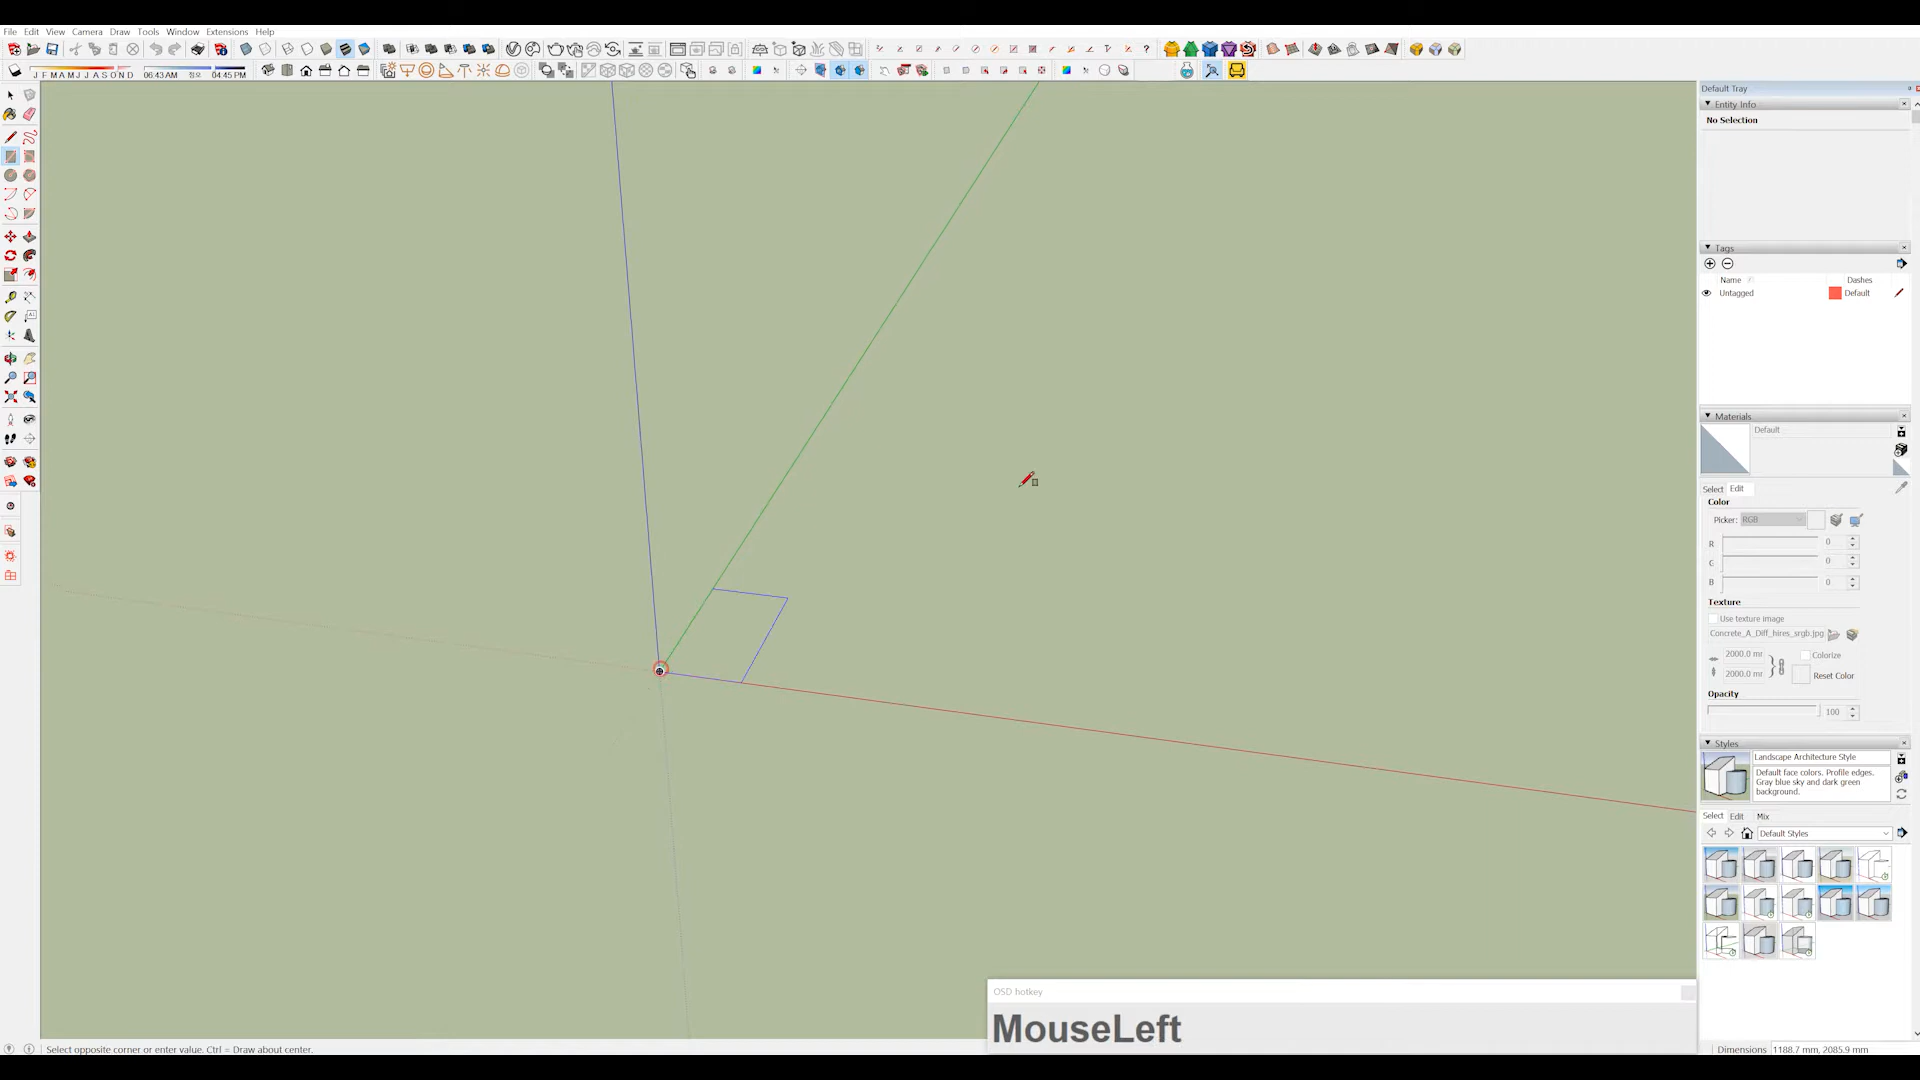 File Edit View Camera Draw Tools Window Extensions Help
J F M A M J J A S O N D 06:43 AM 정오 04:45 PM
Default Tray
Entity Info
No Selection
Tags
Name Dashes
Untagged Default
Materials
Default
Select Edit
Color
Picker: RGB
R 0
G 0
B 0
Texture
Use texture image
Concrete_A_Diff_hires_srgb.jpg
2000.0 mr Colorize
2000.0 mr Reset Color
Opacity
100
Styles
Landscape Architecture Style
Default face colors. Profile edges.
Gray blue sky and dark green
background.
Select Edit Mix
Default Styles
OSD hotkey
MouseLeft
Select opposite corner or enter value. Ctrl = Draw about center.
Dimensions 1188.7 mm, 2085.9 mm